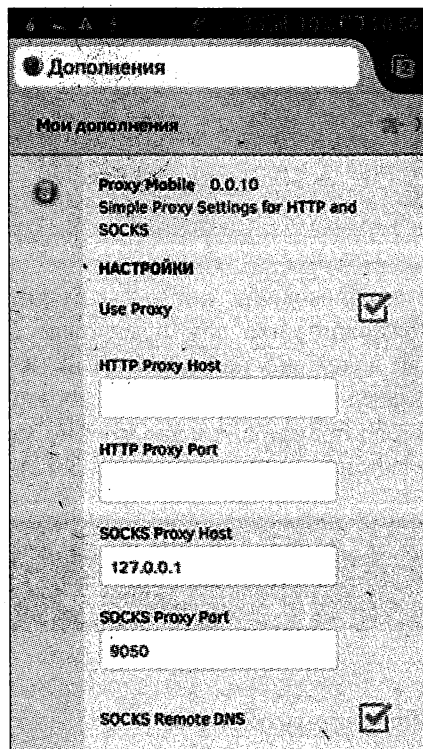 Дополнения
Мои дополнения
Proxy Mobile 0.0.10
Simple Proxy Settings for HTTP and
SOCKS
НАСТРОЙКИ
Use Proxy
HTTP Proxy Host
HTTP Proxy Port
SOCKS Proxy Host
127.0.0.1
SOCKS Proxy Port
9050
SOCKS Remote DNS